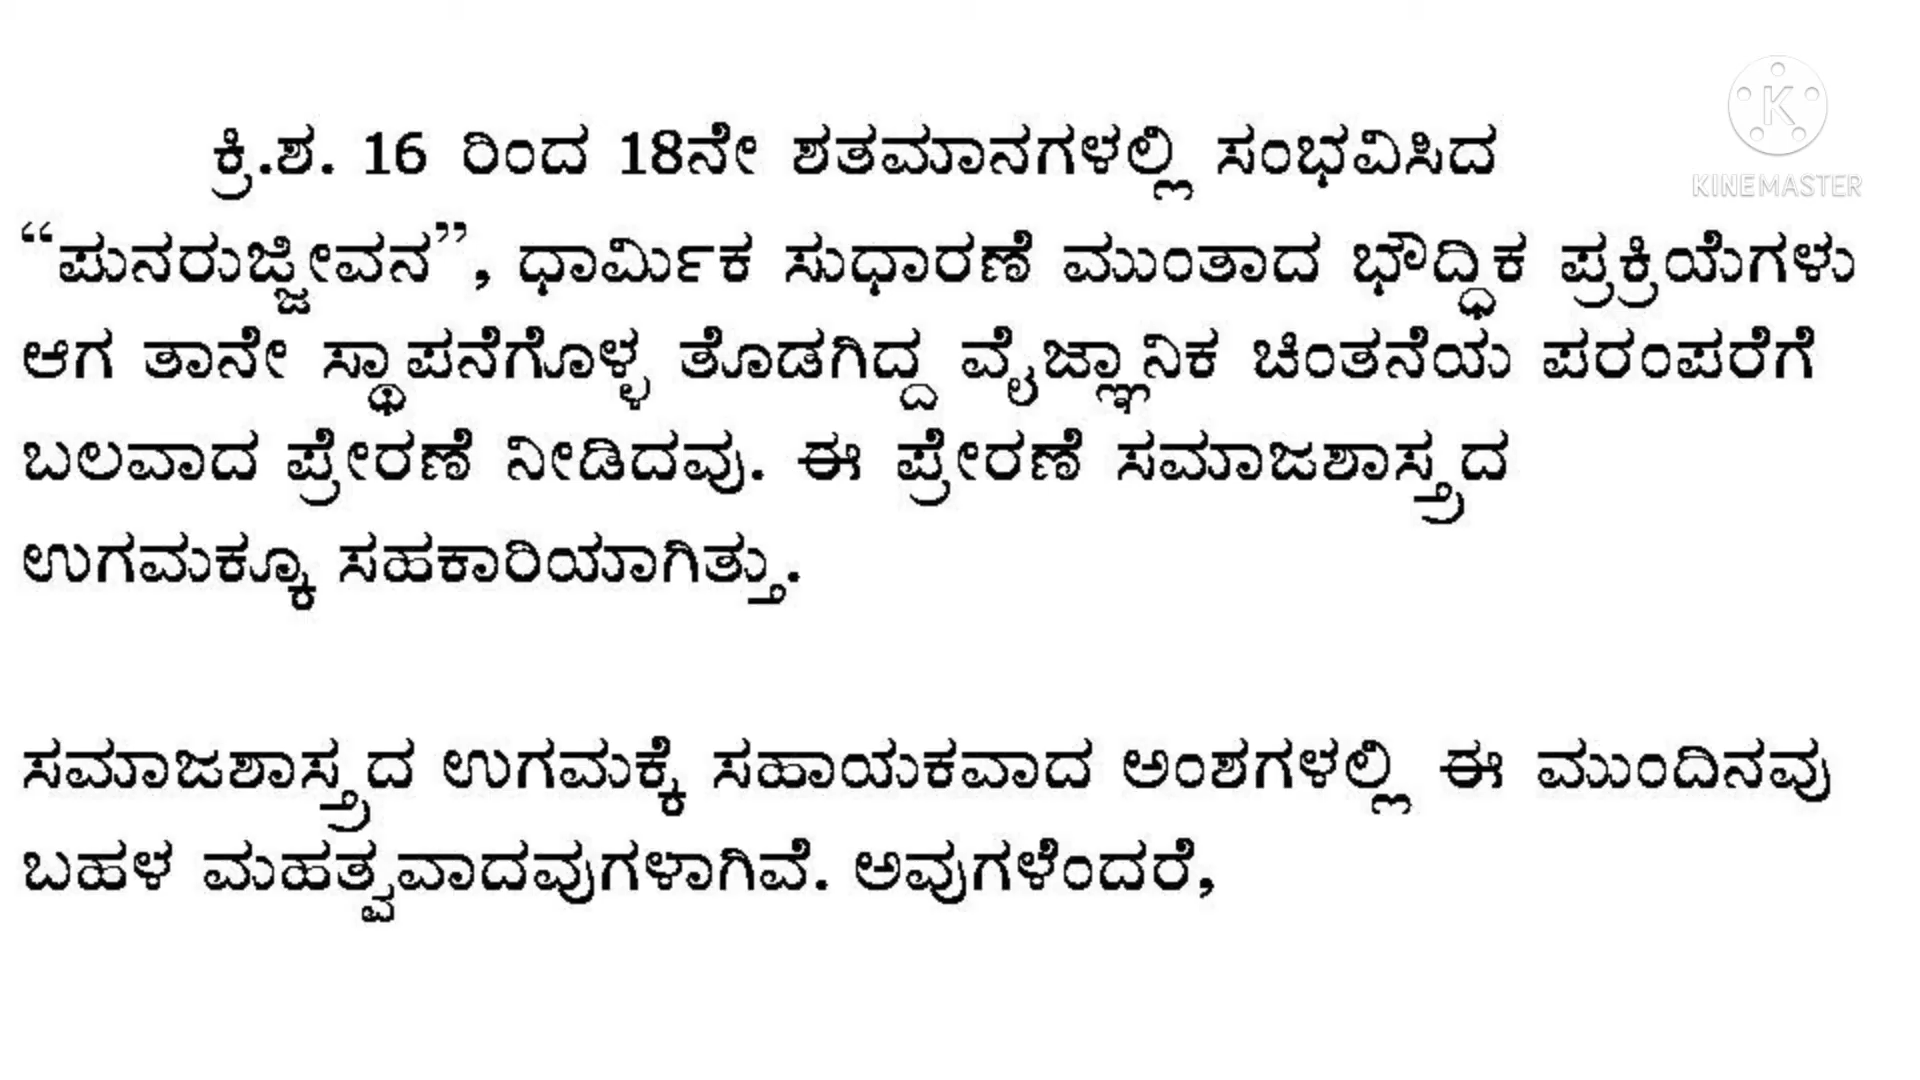 ಕ್ರಿ.ಶ. 16 ರಿಂದ 18ನೇ ಶತಮಾನಗಳಲ್ಲಿ ಸಂಭವಿಸಿದ
“ಪುನರುಜ್ಜೀವನ”, ಧಾರ್ಮಿಕ ಸುಧಾರಣೆ ಮುಂತಾದ ಭೌದ್ಧಿಕ ಪ್ರಕ್ರಿಯೆಗಳು
ಆಗ ತಾನೇ ಸ್ಥಾಪನೆಗೊಳ್ಳ ತೊಡಗಿದ್ದ ವೈಜ್ಞಾನಿಕ ಚಿಂತನೆಯ ಪರಂಪರೆಗೆ
ಬಲವಾದ ಪ್ರೇರಣೆ ನೀಡಿದವು. ಈ ಪ್ರೇರಣೆ ಸಮಾಜಶಾಸ್ತ್ರದ
ಉಗಮಕ್ಕೂ ಸಹಕಾರಿಯಾಗಿತ್ತು.
ಸಮಾಜಶಾಸ್ತ್ರದ ಉಗಮಕ್ಕೆ ಸಹಾಯಕವಾದ ಅಂಶಗಳಲ್ಲಿ ಈ ಮುಂದಿನವು
ಬಹಳ ಮಹತ್ವವಾದವುಗಳಾಗಿವೆ. ಅವುಗಳೆಂದರೆ,
K
KINEMASTER